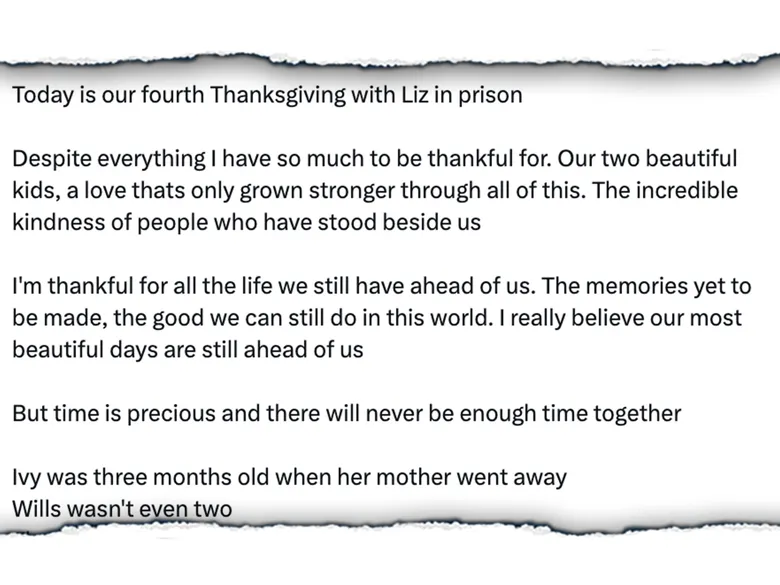 Today is our fourth Thanksgiving with Liz in prison
Despite everything I have so much to be thankful for. Our two beautiful
kids, a love thats only grown stronger through all of this. The incredible
kindness of people who have stood beside us
I'm thankful for all the life we still have ahead of us. The memories yet to
be made, the good we can still do in this world. I really believe our most
beautiful days are still ahead of us
But time is precious and there will never be enough time together
Ivy was three months old when her mother went away
Wills wasn't even two